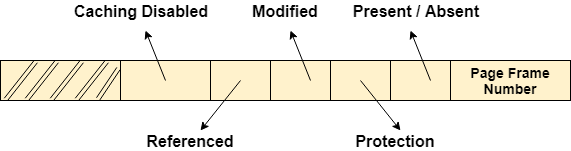 Caching Disabled
Modified
Present / Absent
Page Frame
Number
Referenced
Protection